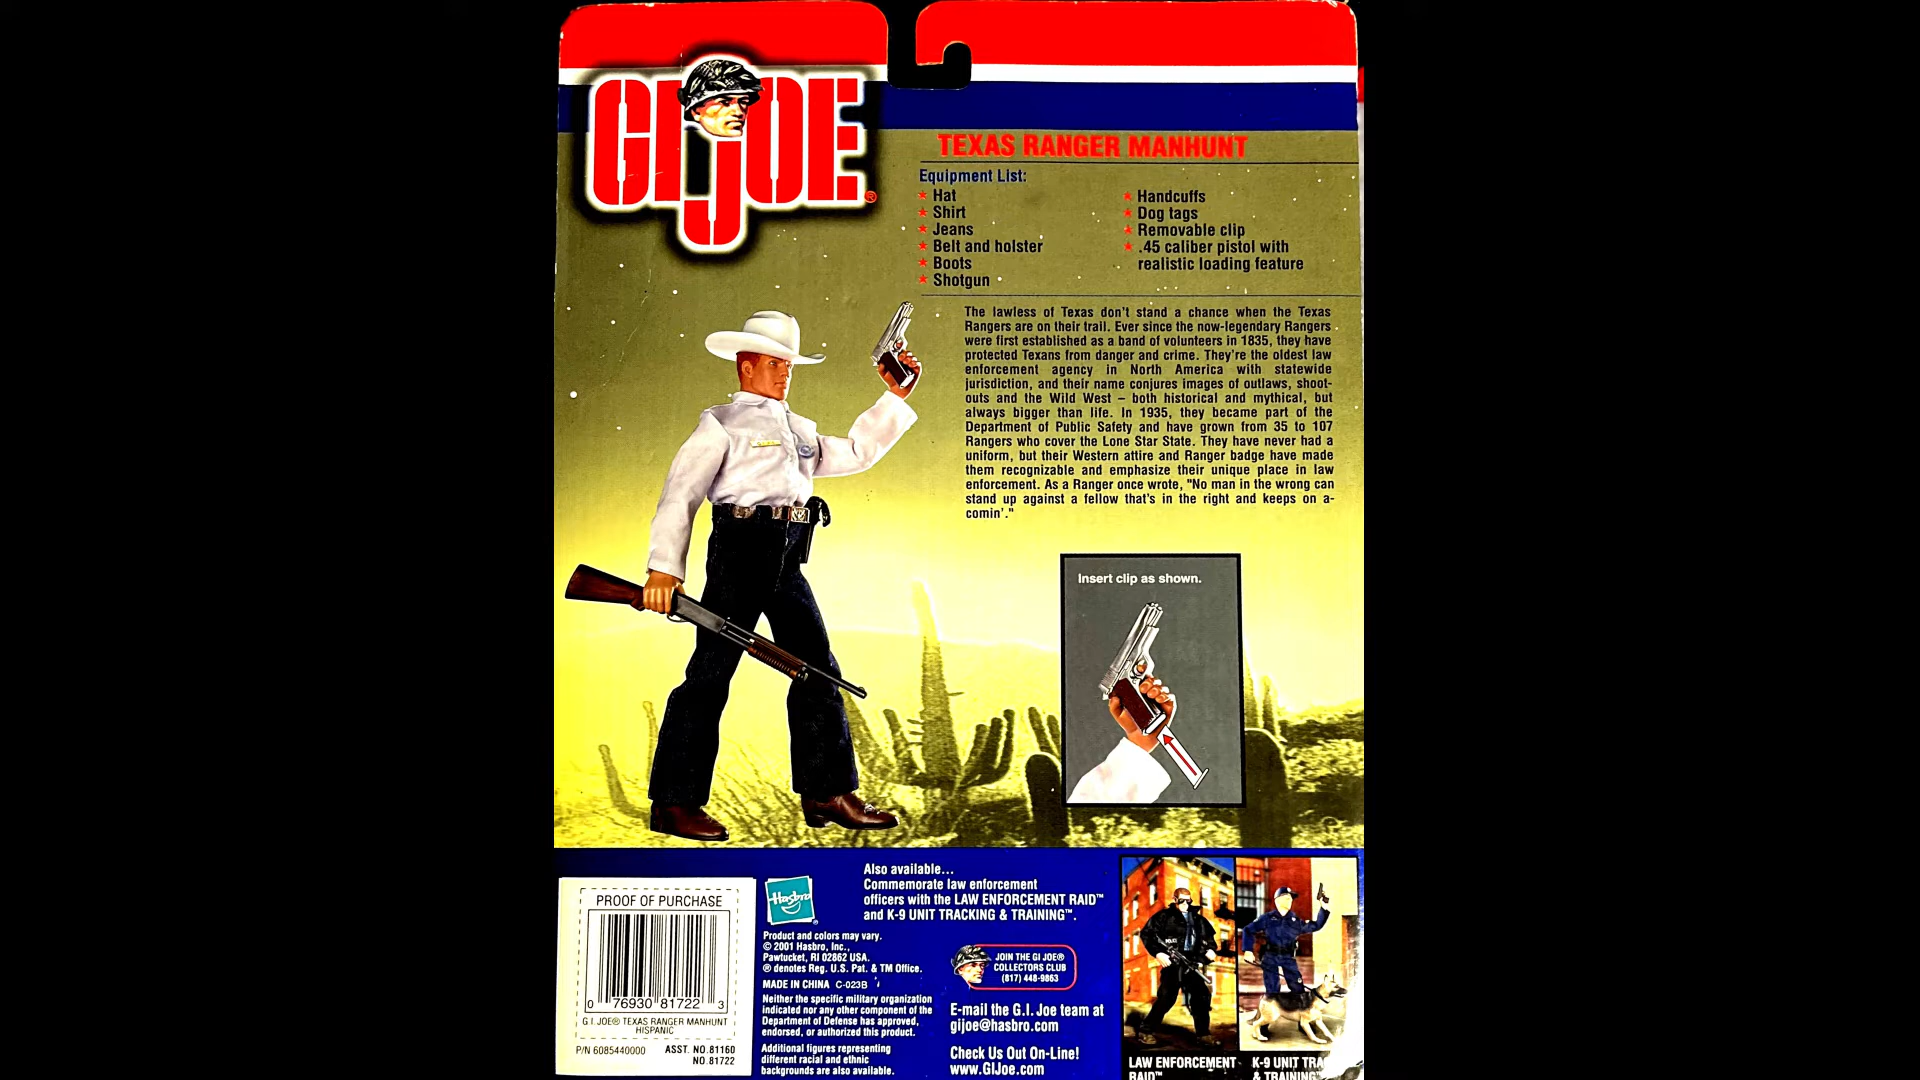 GI JOE®
TEXAS RANGER MANHUNT
Equipment List:
★ Hat
★ Shirt
★ Jeans
★ Belt and holster
★ Boots
★ Shotgun
★ Handcuffs
★ Dog tags
★ Removable clip
★ .45 caliber pistol with
realistic loading feature
The lawless of Texas don't stand a chance when the Texas
Rangers are on their trail. Ever since the now-legendary Rangers
were first established as a band of volunteers in 1835, they have
protected Texans from danger and crime. They're the oldest law
enforcement agency in North America with statewide
jurisdiction, and their name conjures images of outlaws, shoot-
outs and the Wild West – both historical and mythical, but
always bigger than life. In 1935, they became part of the
Department of Public Safety and have grown from 35 to 107
Rangers who cover the Lone Star State. They have never had a
uniform, but their Western attire and Ranger badge have made
them recognizable and emphasize their unique place in law
enforcement. As a Ranger once wrote, "No man in the wrong can
stand up against a fellow that's in the right and keeps on a-
comin'."
Insert clip as shown.
PROOF OF PURCHASE
0 76930 81722 3
G.I. JOE® TEXAS RANGER MANHUNT
HISPANIC
P/N 6085440000 ASST. NO.81160
NO.81722
Hasbro®
Also available...
Commemorate law enforcement
officers with the LAW ENFORCEMENT RAID™
and K-9 UNIT TRACKING & TRAINING™.
Product and colors may vary.
© 2001 Hasbro, Inc.,
Pawtucket, RI 02862 USA.
® denotes Reg. U.S. Pat. & TM Office.
MADE IN CHINA C-023B
Neither the specific military organization
indicated nor any other component of the
Department of Defense has approved,
endorsed, or authorized this product.
Additional figures representing
different racial and ethnic
backgrounds are also available.
JOIN THE GI JOE®
COLLECTORS CLUB
(817) 448-9863
E-mail the G.I. Joe team at
gijoe@hasbro.com
Check Us Out On-Line!
www.GIJoe.com
POLICE
LAW ENFORCEMENT
RAID™
K-9 UNIT
& TRAINING